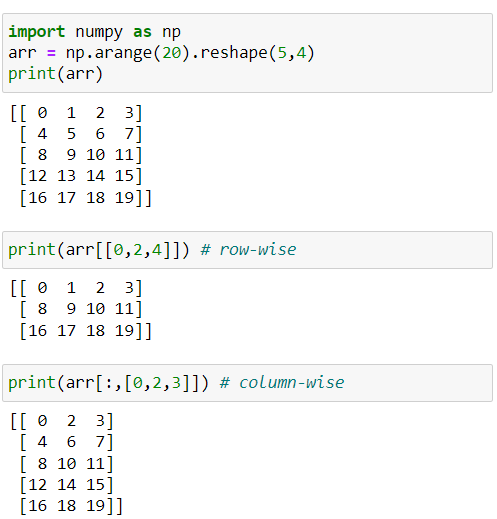 import numpy as np
arr = np.arange(20).reshape(5,4)
print(arr)
[[ 0  1  2  3]
 [ 4  5  6  7]
 [ 8  9 10 11]
 [12 13 14 15]
 [16 17 18 19]]
print(arr[[0,2,4]]) # row-wise
[[ 0  1  2  3]
 [ 8  9 10 11]
 [16 17 18 19]]
print(arr[:,[0,2,3]]) # column-wise
[[ 0  2  3]
 [ 4  6  7]
 [ 8 10 11]
 [12 14 15]
 [16 18 19]]